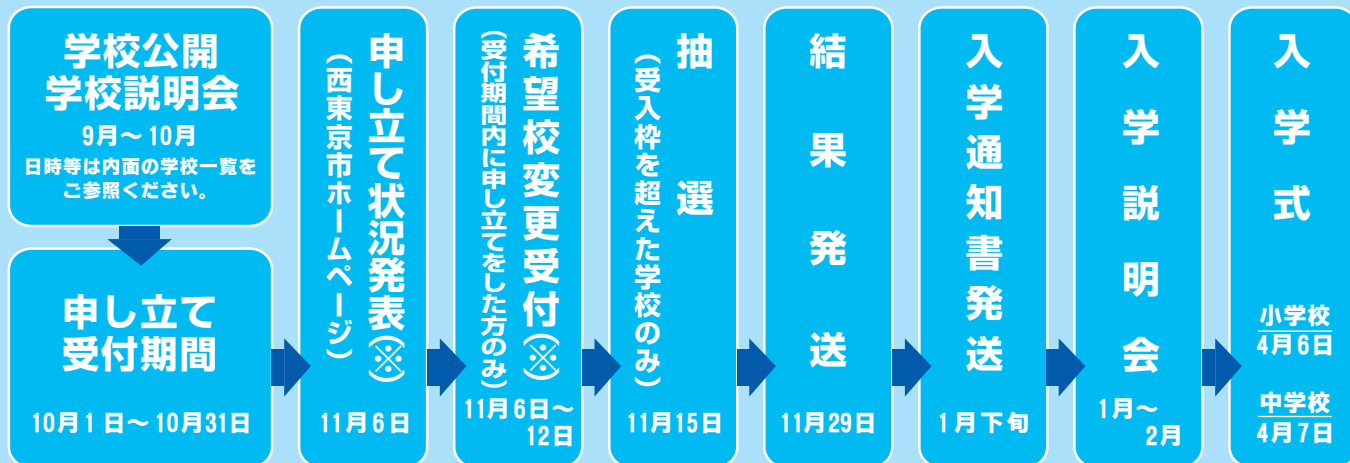 学校公開
学校説明会
9月～10月
日時等は内面の学校一覧を
ご参照ください。
申し立て
受付期間
10月1日～10月31日
申し立て状況発表(※)
(西東京市ホームページ)
11月6日
希望校変更受付(※)
(受付期間内に申し立てをした方のみ)
11月6日～
12日
抽選
(受入枠を超えた学校のみ)
11月15日
結果発送
11月29日
入学通知書発送
1月下旬
入学説明会
1月～
2月
入学式
小学校
4月6日
中学校
4月7日